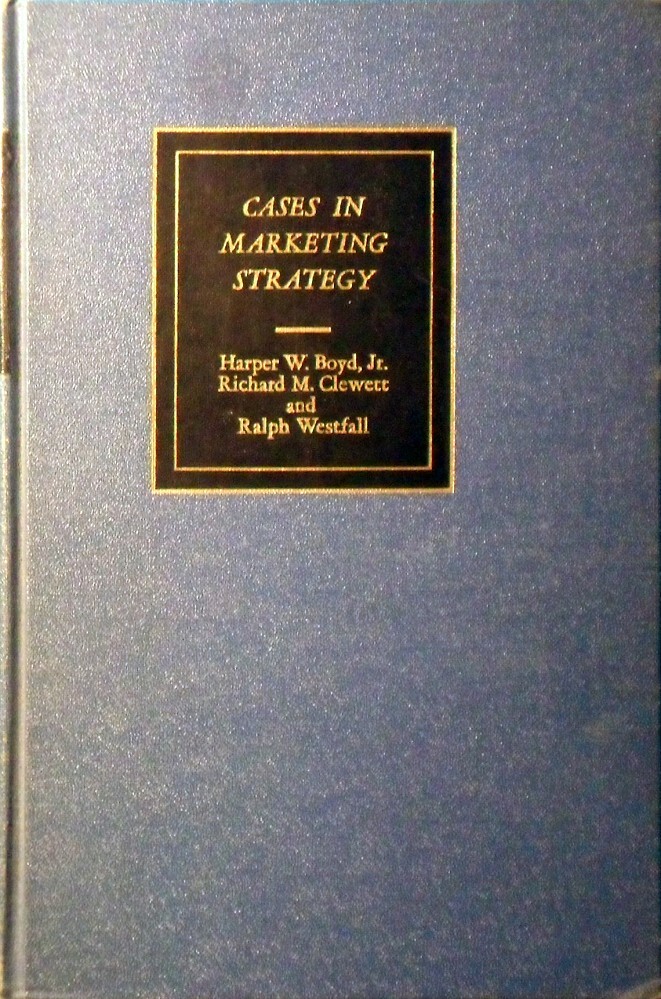 CASES IN
MARKETING
STRATEGY
Harper W. Boyd, Jr.
Richard M. Clewett
and
Ralph Westfall